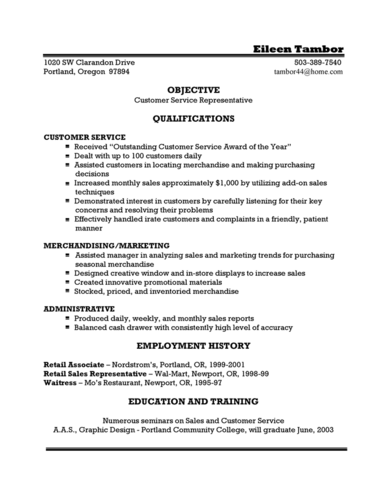 Eileen Tambor
1020 SW Clarandon Drive 503-389-7540
Portland, Oregon 97894 tambor44@home.com
OBJECTIVE
Customer Service Representative
QUALIFICATIONS
CUSTOMER SERVICE
Received “Outstanding Customer Service Award of the Year”
Dealt with up to 100 customers daily
Assisted customers in locating merchandise and making purchasing
decisions
Increased monthly sales approximately $1,000 by utilizing add-on sales
techniques
Demonstrated interest in customers by carefully listening for their key
concerns and resolving their problems
Effectively handled irate customers and complaints in a friendly, patient
manner
MERCHANDISING/MARKETING
Assisted manager in analyzing sales and marketing trends for purchasing
seasonal merchandise
Designed creative window and in-store displays to increase sales
Created innovative promotional materials
Stocked, priced, and inventoried merchandise
ADMINISTRATIVE
Produced daily, weekly, and monthly sales reports
Balanced cash drawer with consistently high level of accuracy
EMPLOYMENT HISTORY
Retail Associate – Nordstrom's, Portland, OR, 1999-2001
Retail Sales Representative – Wal-Mart, Newport, OR, 1998-99
Waitress – Mo's Restaurant, Newport, OR, 1995-97
EDUCATION AND TRAINING
Numerous seminars on Sales and Customer Service
A.A.S., Graphic Design - Portland Community College, will graduate June, 2003